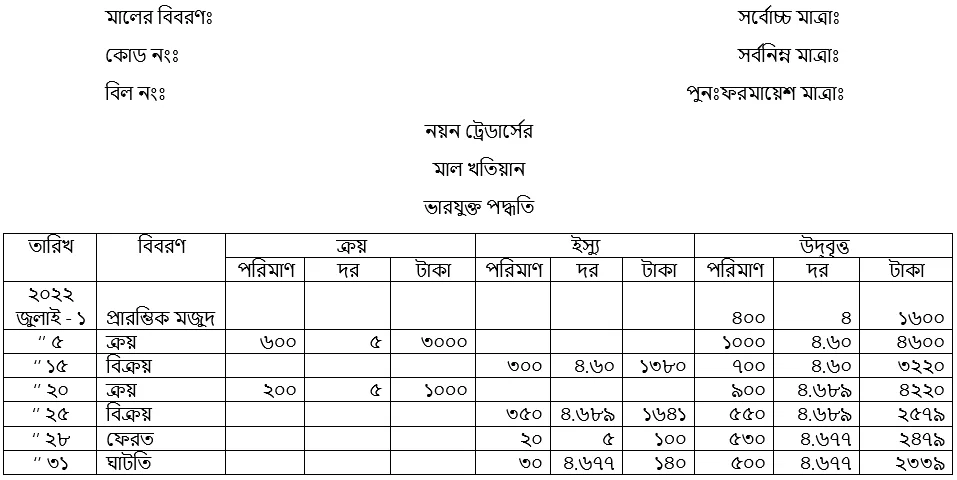 মালের বিবরণঃ সর্বোচ্চ মাত্রাঃ
কোড নংঃ সর্বনিম্ন মাত্রাঃ
বিল নংঃ পুনঃফরমায়েশ মাত্রাঃ
নয়ন ট্রেডার্সের
মাল খতিয়ান
ভারযুক্ত পদ্ধতি
তারিখ বিবরণ ক্রয় ইস্যু উদ্‌বৃত্ত
পরিমাণ দর টাকা পরিমাণ দর টাকা পরিমাণ দর টাকা
২০২২
জুলাই - ১ প্রারম্ভিক মজুদ ৪০০ ৪ ১৬০০
" ৫ ক্রয় ৬০০ ৫ ৩০০০ ১০০০ ৪.৬০ ৪৬০০
" ১৫ বিক্রয় ৩০০ ৪.৬০ ১৩৮০ ৭০০ ৪.৬০ ৩২২০
" ২০ ক্রয় ২০০ ৫ ১০০০ ৯০০ ৪.৬৮৯ ৪২২০
" ২৫ বিক্রয় ৩৫০ ৪.৬৮৯ ১৬৪১ ৫৫০ ৪.৬৮৯ ২৫৭৯
" ২৮ ফেরত ২০ ৫ ১০০ ৫৩০ ৪.৬৭৭ ২৪৭৯
" ৩১ ঘাটতি ৩০ ৪.৬৭৭ ১৪০ ৫০০ ৪.৬৭৭ ২৩৩৯